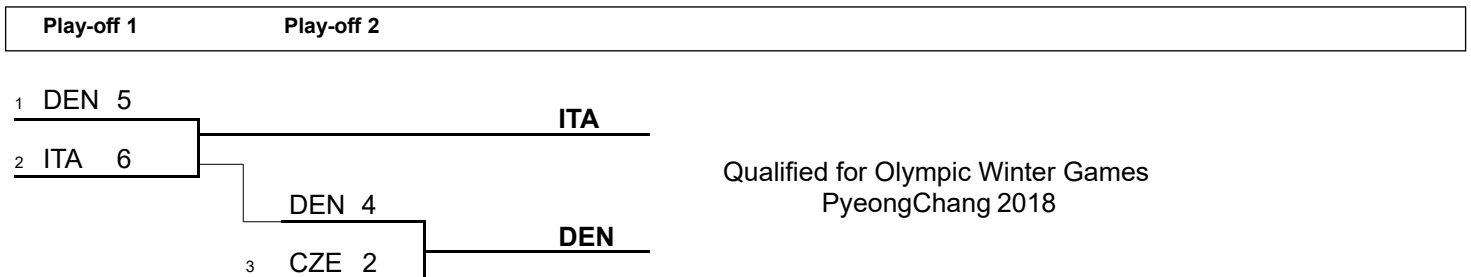 Play-off 1 Play-off 2
1 DEN 5
ITA
2 ITA 6
Qualified for Olympic Winter Games
PyeongChang 2018
DEN 4
DEN
3 CZE 2